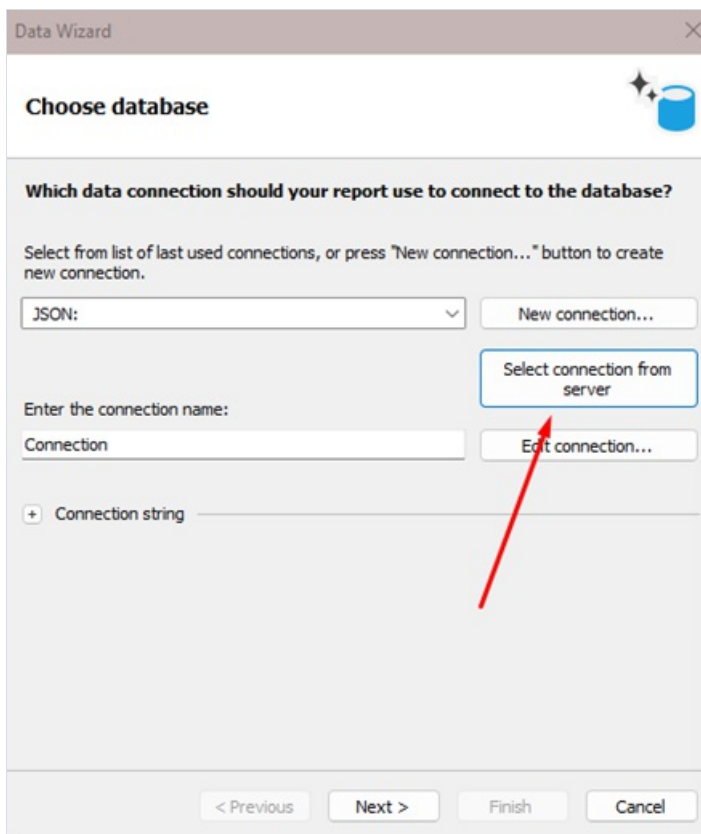 Data Wizard
Choose database
Which data connection should your report use to connect to the database?
Select from list of last used connections, or press "New connection..." button to create
new connection.
JSON:
New connection...
Select connection from
server
Enter the connection name:
Connection
Edit connection...
+ Connection string
< Previous
Next >
Finish
Cancel